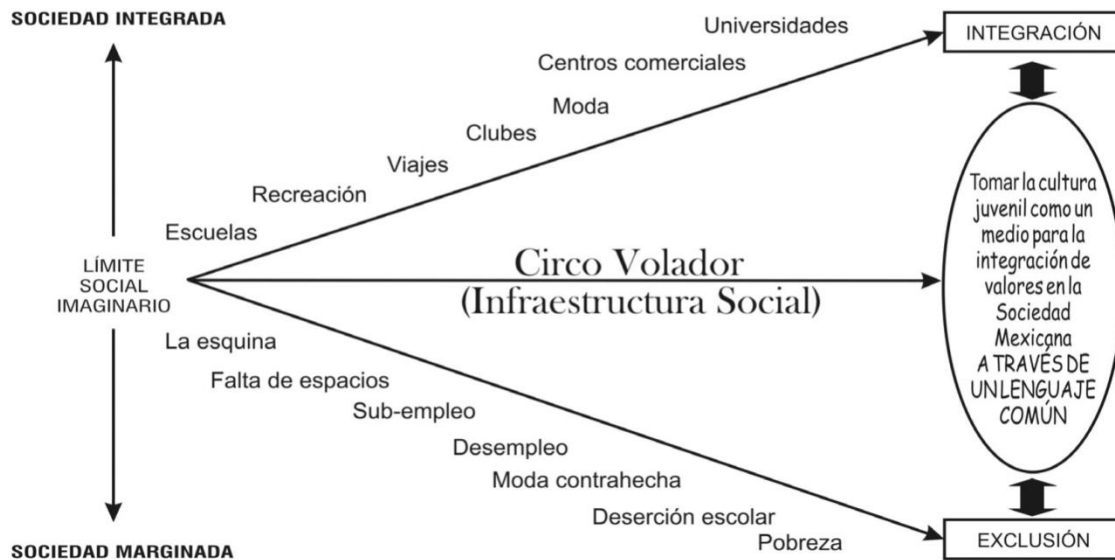 SOCIEDAD INTEGRADA
Universidades
INTEGRACIÓN
Centros comerciales
Moda
Clubes
Viajes
Recreación
Escuelas
LÍMITE
SOCIAL
IMAGINARIO
Circo Volador
(Infraestructura Social)
Tomar la cultura
juvenil como un
medio para la
integración de
valores en la
Sociedad
Mexicana
A TRAVÉS DE
UN LENGUAJE
COMÚN
La esquina
Falta de espacios
Sub-empleo
Desempleo
Moda contrahecha
Deserción escolar
Pobreza
EXCLUSIÓN
SOCIEDAD MARGINADA